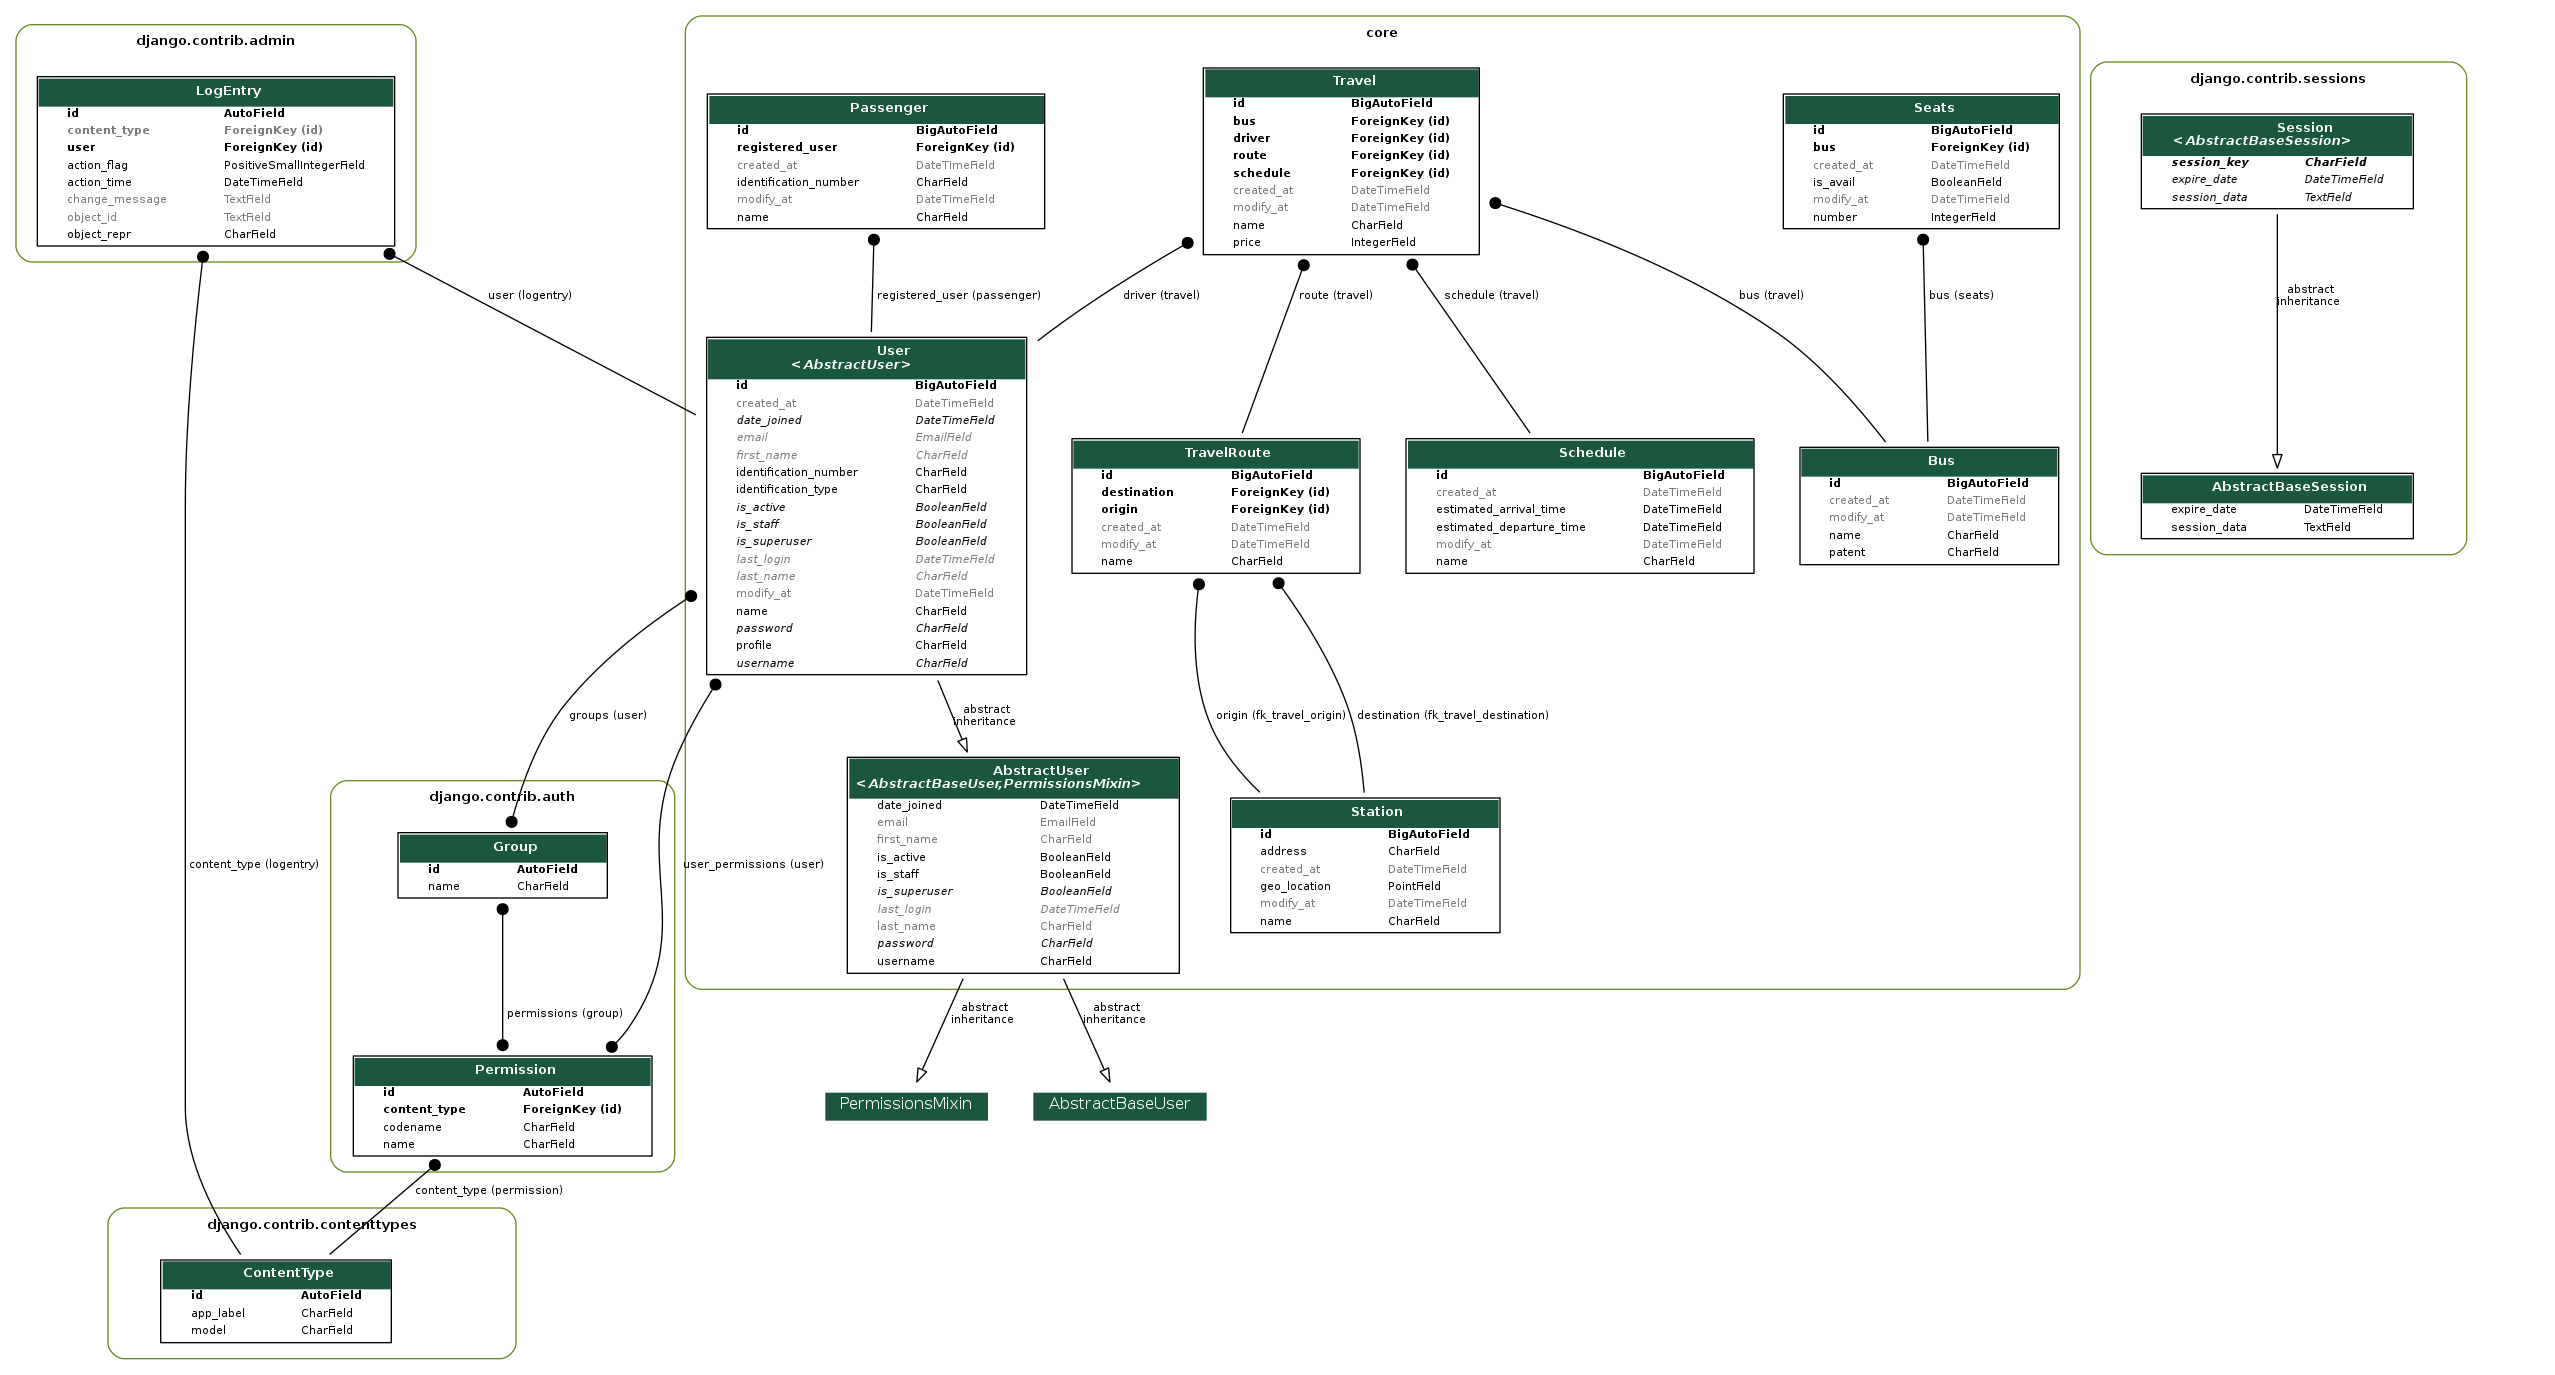 django.contrib.admin
LogEntry
id AutoField
content_type ForeignKey (id)
user ForeignKey (id)
action_flag PositiveSmallIntegerField
action_time DateTimeField
change_message TextField
object_id TextField
object_repr CharField
core
Passenger
id BigAutoField
registered_user ForeignKey (id)
created_at DateTimeField
identification_number CharField
modify_at DateTimeField
name CharField
Travel
id BigAutoField
bus ForeignKey (id)
driver ForeignKey (id)
route ForeignKey (id)
schedule ForeignKey (id)
created_at DateTimeField
modify_at DateTimeField
name CharField
price IntegerField
Seats
id BigAutoField
bus ForeignKey (id)
created_at DateTimeField
is_avail BooleanField
modify_at DateTimeField
number IntegerField
django.contrib.sessions
Session
<AbstractBaseSession>
session_key CharField
expire_date DateTimeField
session_data TextField
user (logentry)
registered_user (passenger)
driver (travel)
route (travel)
schedule (travel)
bus (travel)
bus (seats)
abstract
inheritance
User
<AbstractUser>
id BigAutoField
created_at DateTimeField
date_joined DateTimeField
email EmailField
first_name CharField
identification_number CharField
identification_type CharField
is_active BooleanField
is_staff BooleanField
is_superuser BooleanField
last_login DateTimeField
last_name CharField
modify_at DateTimeField
name CharField
password CharField
profile CharField
username CharField
TravelRoute
id BigAutoField
destination ForeignKey (id)
origin ForeignKey (id)
created_at DateTimeField
modify_at DateTimeField
name CharField
Schedule
id BigAutoField
created_at DateTimeField
estimated_arrival_time DateTimeField
estimated_departure_time DateTimeField
modify_at DateTimeField
name CharField
Bus
id BigAutoField
created_at DateTimeField
modify_at DateTimeField
name CharField
patent CharField
AbstractBaseSession
expire_date DateTimeField
session_data TextField
groups (user)
abstract
inheritance
origin (fk_travel_origin)
destination (fk_travel_destination)
django.contrib.auth
Group
id AutoField
name CharField
content_type (logentry)
user_permissions (user)
AbstractUser
<AbstractBaseUser,PermissionsMixin>
date_joined DateTimeField
email EmailField
first_name CharField
is_active BooleanField
is_staff BooleanField
is_superuser BooleanField
last_login DateTimeField
last_name CharField
password CharField
username CharField
Station
id BigAutoField
address CharField
created_at DateTimeField
geo_location PointField
modify_at DateTimeField
name CharField
permissions (group)
abstract
inheritance
abstract
inheritance
Permission
id AutoField
content_type ForeignKey (id)
codename CharField
name CharField
PermissionsMixin
AbstractBaseUser
content_type (permission)
django.contrib.contenttypes
ContentType
id AutoField
app_label CharField
model CharField